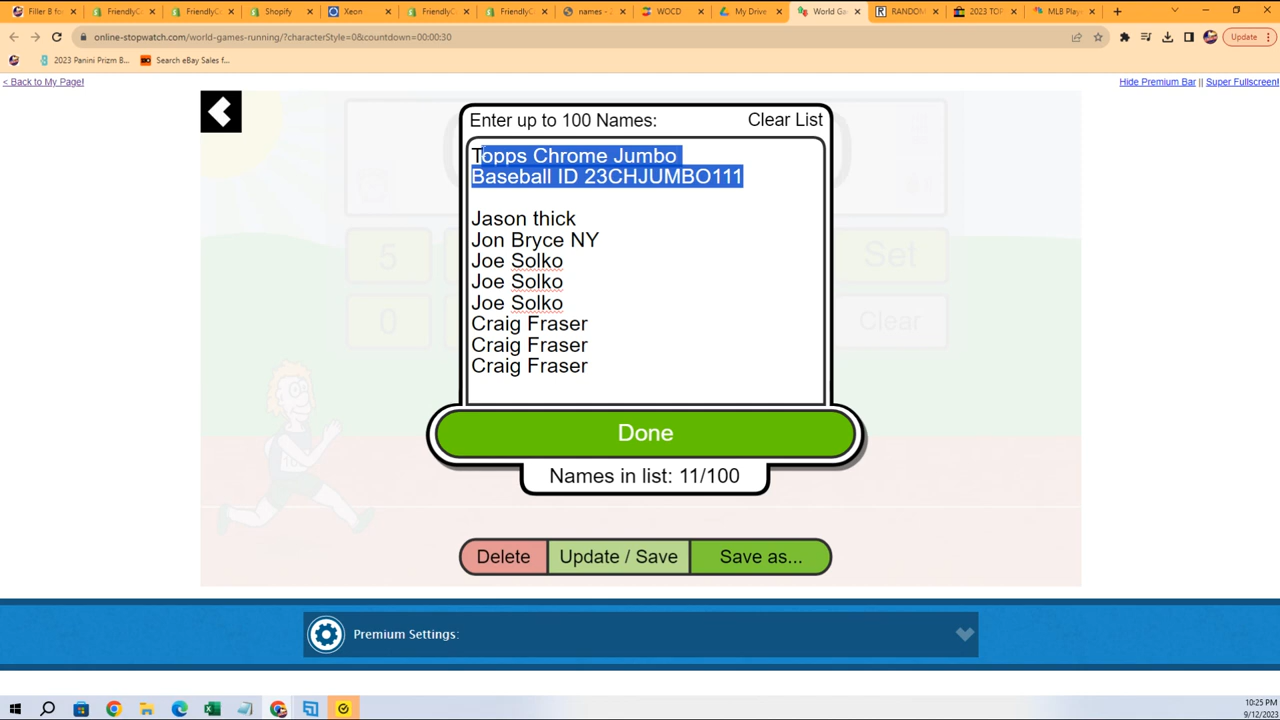 Filler B fo
FriendlyC
FriendlyC
Shopify
Xeon
FriendlyC
FriendlyC
names - 
WOCD
My Drive
World Ga
RANDOM
2023 TOP
MLB Play
online-stopwatch.com/world-games-running/?characterStyle=0&countdown=00:00:30
Update
2023 Panini Prizm B...
Search eBay Sales f...
< Back to My Page!
Hide Premium Bar || Super Fullscreen!
Enter up to 100 Names:
Clear List
Topps Chrome Jumbo
Baseball ID 23CHJUMBO111
Jason thick
Jon Bryce NY
Joe Solko
Joe Solko
Joe Solko
Craig Fraser
Craig Fraser
Craig Fraser
5
Set
0
Clear
Done
Names in list: 11/100
Delete
Update / Save
Save as...
Premium Settings:
10:25 PM
9/12/2023